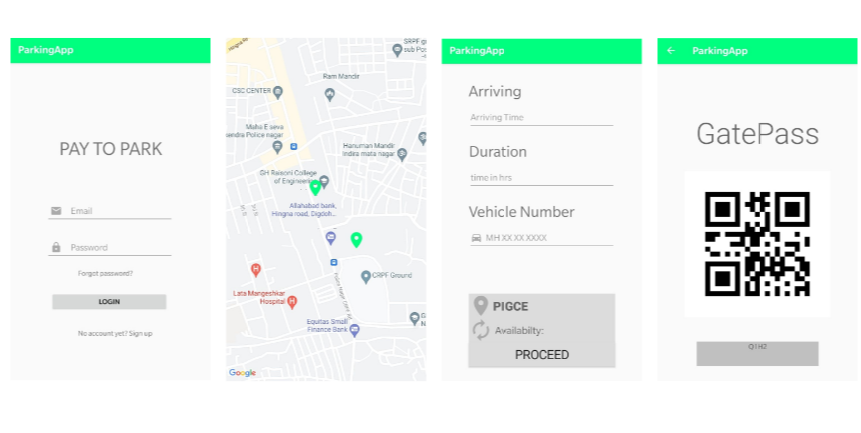 ParkingApp
PAY TO PARK
Email
Password
Forgot password?
LOGIN
No account yet? Sign up
SRPF g
sub Po
Ram Mandir
CSC CENTER
Maha E seva
endra Police nagar
Hanuman Mandir
indira mata nagar
GH Raisoni College
of Engineering
Allahabad bank,
Hingna road, Digdoh...
CRPF Ground
Lata Mangeshkar
Hospital
Equitas Small
Finance Bank
Google
ParkingApp
Arriving
Arriving Time
Duration
time in hrs
Vehicle Number
MH XX XX XXXX
PIGCE
Availabilty:
PROCEED
ParkingApp
GatePass
Q1H2